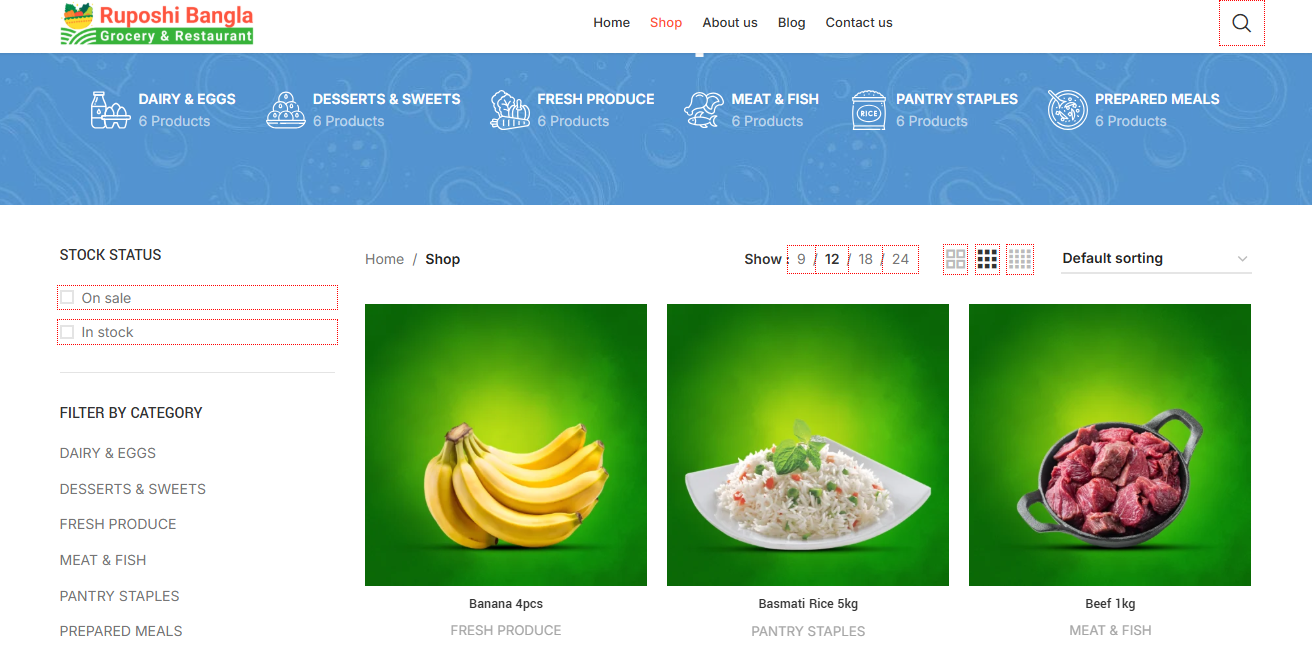 Ruposhi Bangla
Grocery & Restaurant
Home Shop About us Blog Contact us
DAIRY & EGGS
6 Products
DESSERTS & SWEETS
6 Products
FRESH PRODUCE
6 Products
MEAT & FISH
6 Products
RICE
PANTRY STAPLES
6 Products
PREPARED MEALS
6 Products
STOCK STATUS
On sale
In stock
FILTER BY CATEGORY
DAIRY & EGGS
DESSERTS & SWEETS
FRESH PRODUCE
MEAT & FISH
PANTRY STAPLES
PREPARED MEALS
Home / Shop
Show : 9 / 12 / 18 / 24
Default sorting
Banana 4pcs
FRESH PRODUCE
Basmati Rice 5kg
PANTRY STAPLES
Beef 1kg
MEAT & FISH